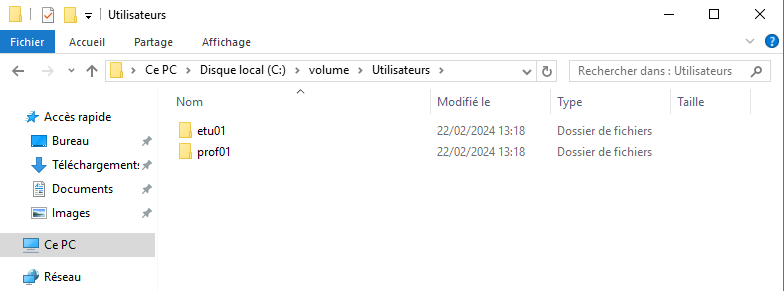 Utilisateurs
Fichier Accueil Partage Affichage
Ce PC Disque local (C:) volume Utilisateurs
Rechercher dans : Utilisateurs
Nom Modifié le Type Taille
Accès rapide
Bureau
Téléchargements
Documents
Images
Ce PC
Réseau
etu01 22/02/2024 13:18 Dossier de fichiers
prof01 22/02/2024 13:18 Dossier de fichiers